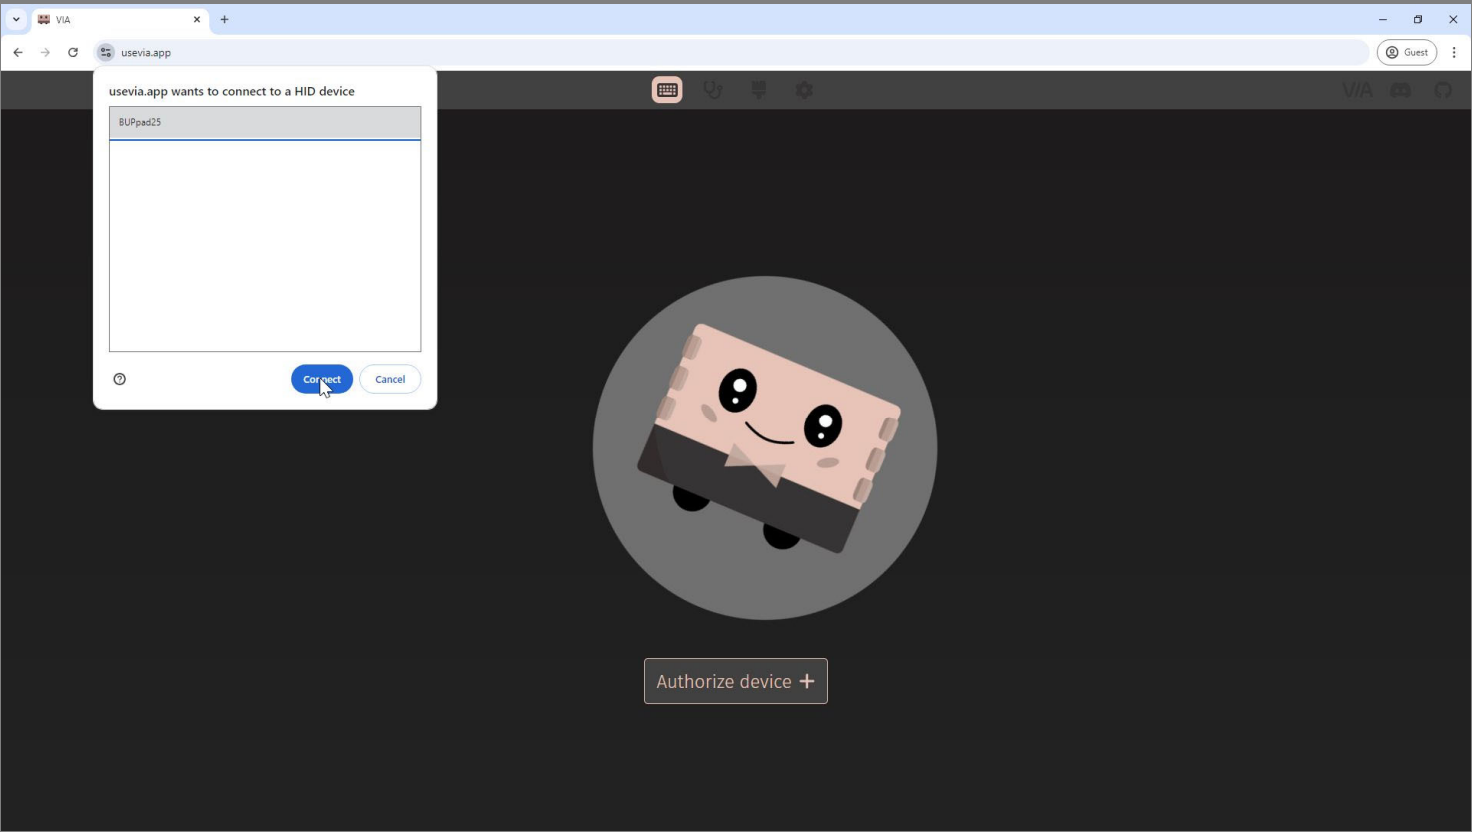 VIA
usevia.app
Guest
usevia.app wants to connect to a HID device
VIA
BUPpad25
Connect
Cancel
Authorize device +